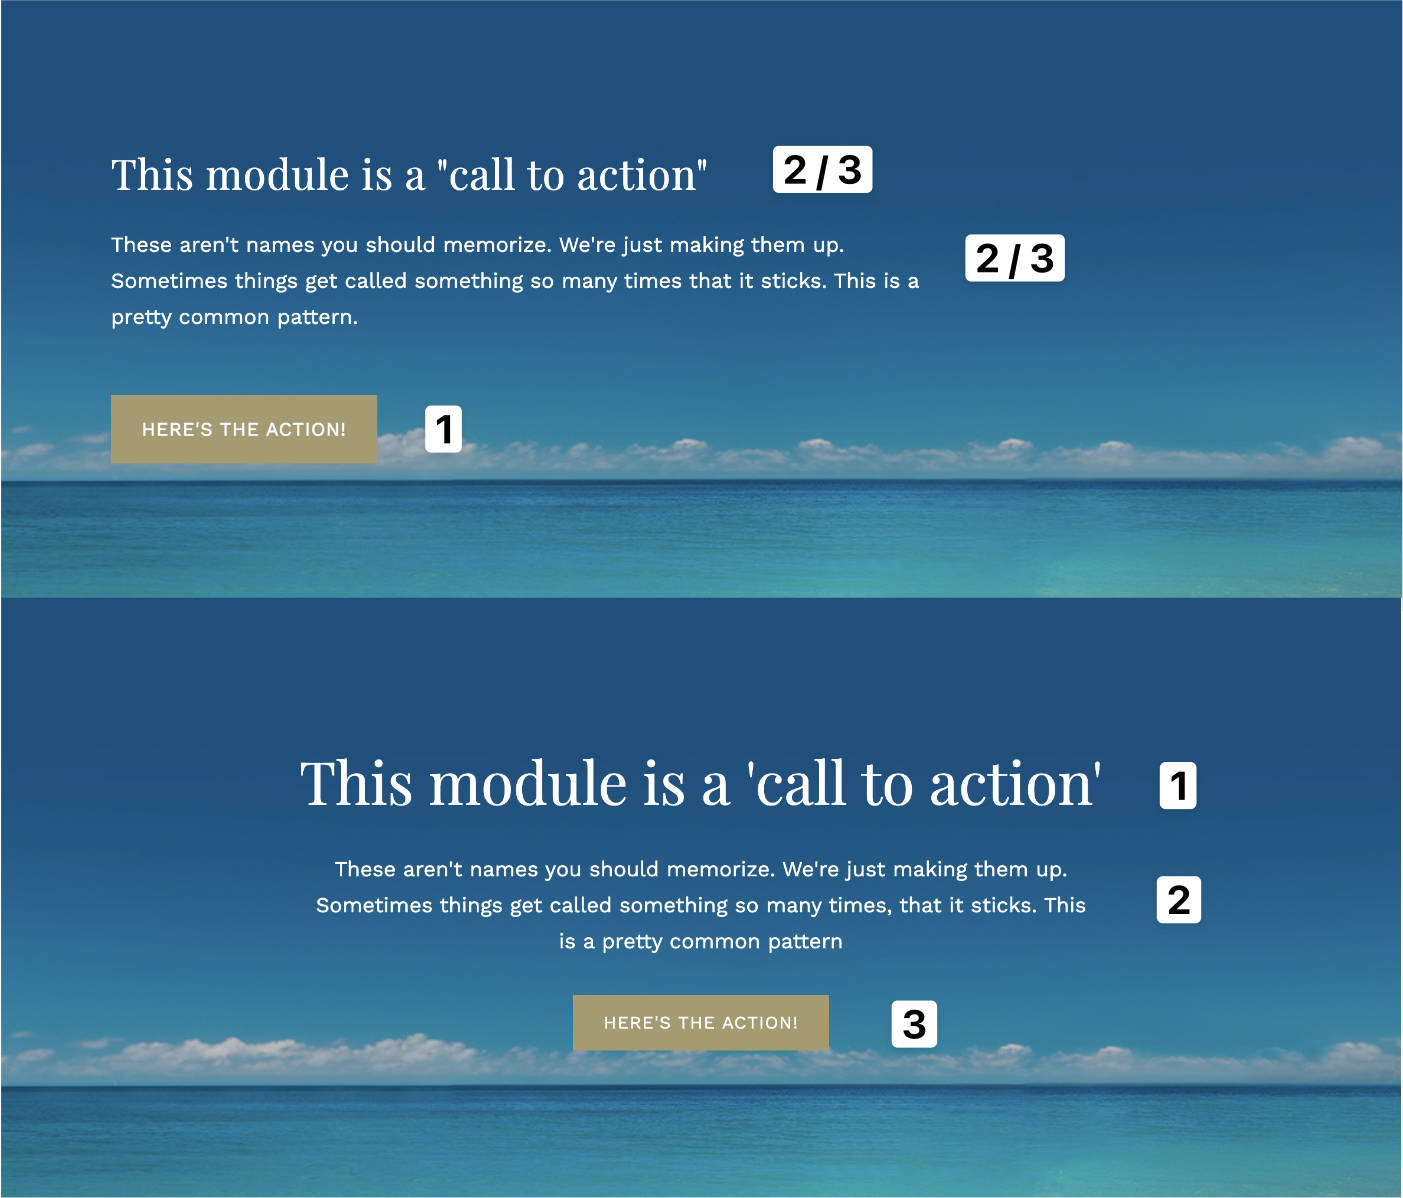 This module is a "call to action"
2 / 3
These aren't names you should memorize. We're just making them up.
Sometimes things get called something so many times that it sticks. This is a
pretty common pattern.
2 / 3
HERE'S THE ACTION!
1
This module is a 'call to action'
1
These aren't names you should memorize. We're just making them up.
Sometimes things get called something so many times, that it sticks. This
is a pretty common pattern
2
HERE'S THE ACTION!
3